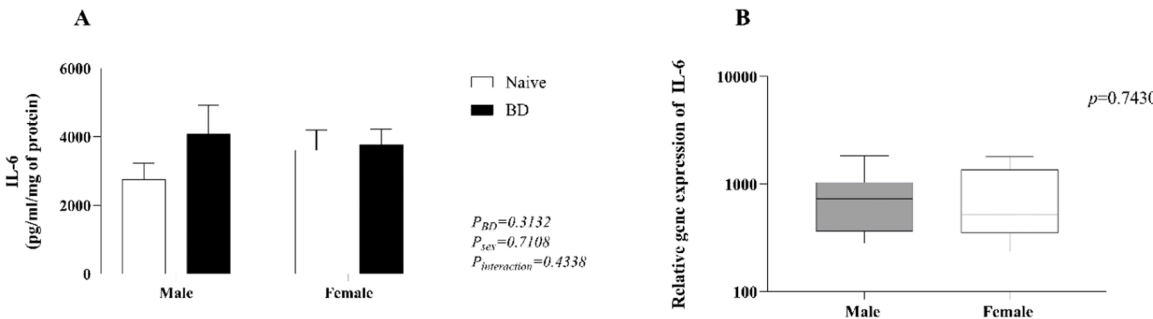 A
IL-6
(pg/ml/mg of protein)
6000
4000
2000
0
Male
Female
Naive
BD
PBD=0.3132
Psex=0.7108
Pinteraction=0.4338
B
Relative gene expression of IL-6
10000
1000
100
Male
Female
p=0.7430